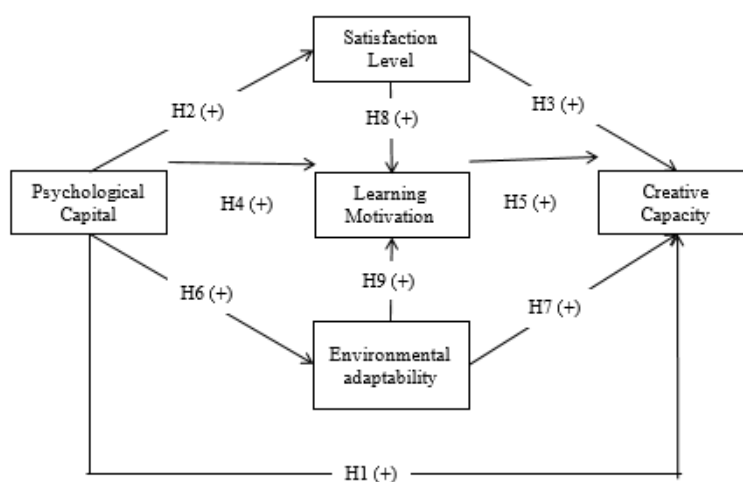 Satisfaction
Level
H2 (+)
H8 (+)
H3 (+)
Psychological
Capital
H4 (+)
Learning
Motivation
H5 (+)
Creative
Capacity
H6 (+)
H9 (+)
H7 (+)
Environmental
adaptability
H1 (+)